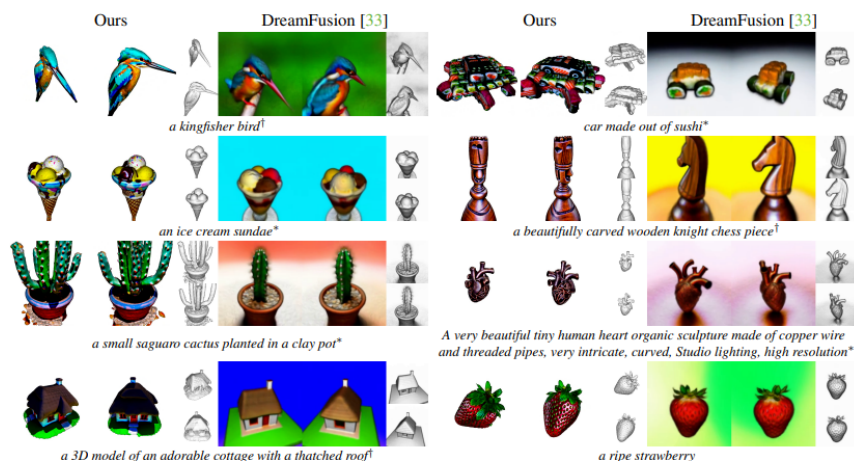 Ours DreamFusion [33] Ours DreamFusion [33]
a kingfisher bird† car made out of sushi*
an ice cream sundae* a beautifully carved wooden knight chess piece†
a small saguaro cactus planted in a clay pot* A very beautiful tiny human heart organic sculpture made of copper wire
and threaded pipes, very intricate, curved, Studio lighting, high resolution*
a 3D model of an adorable cottage with a thatched roof† a ripe strawberry